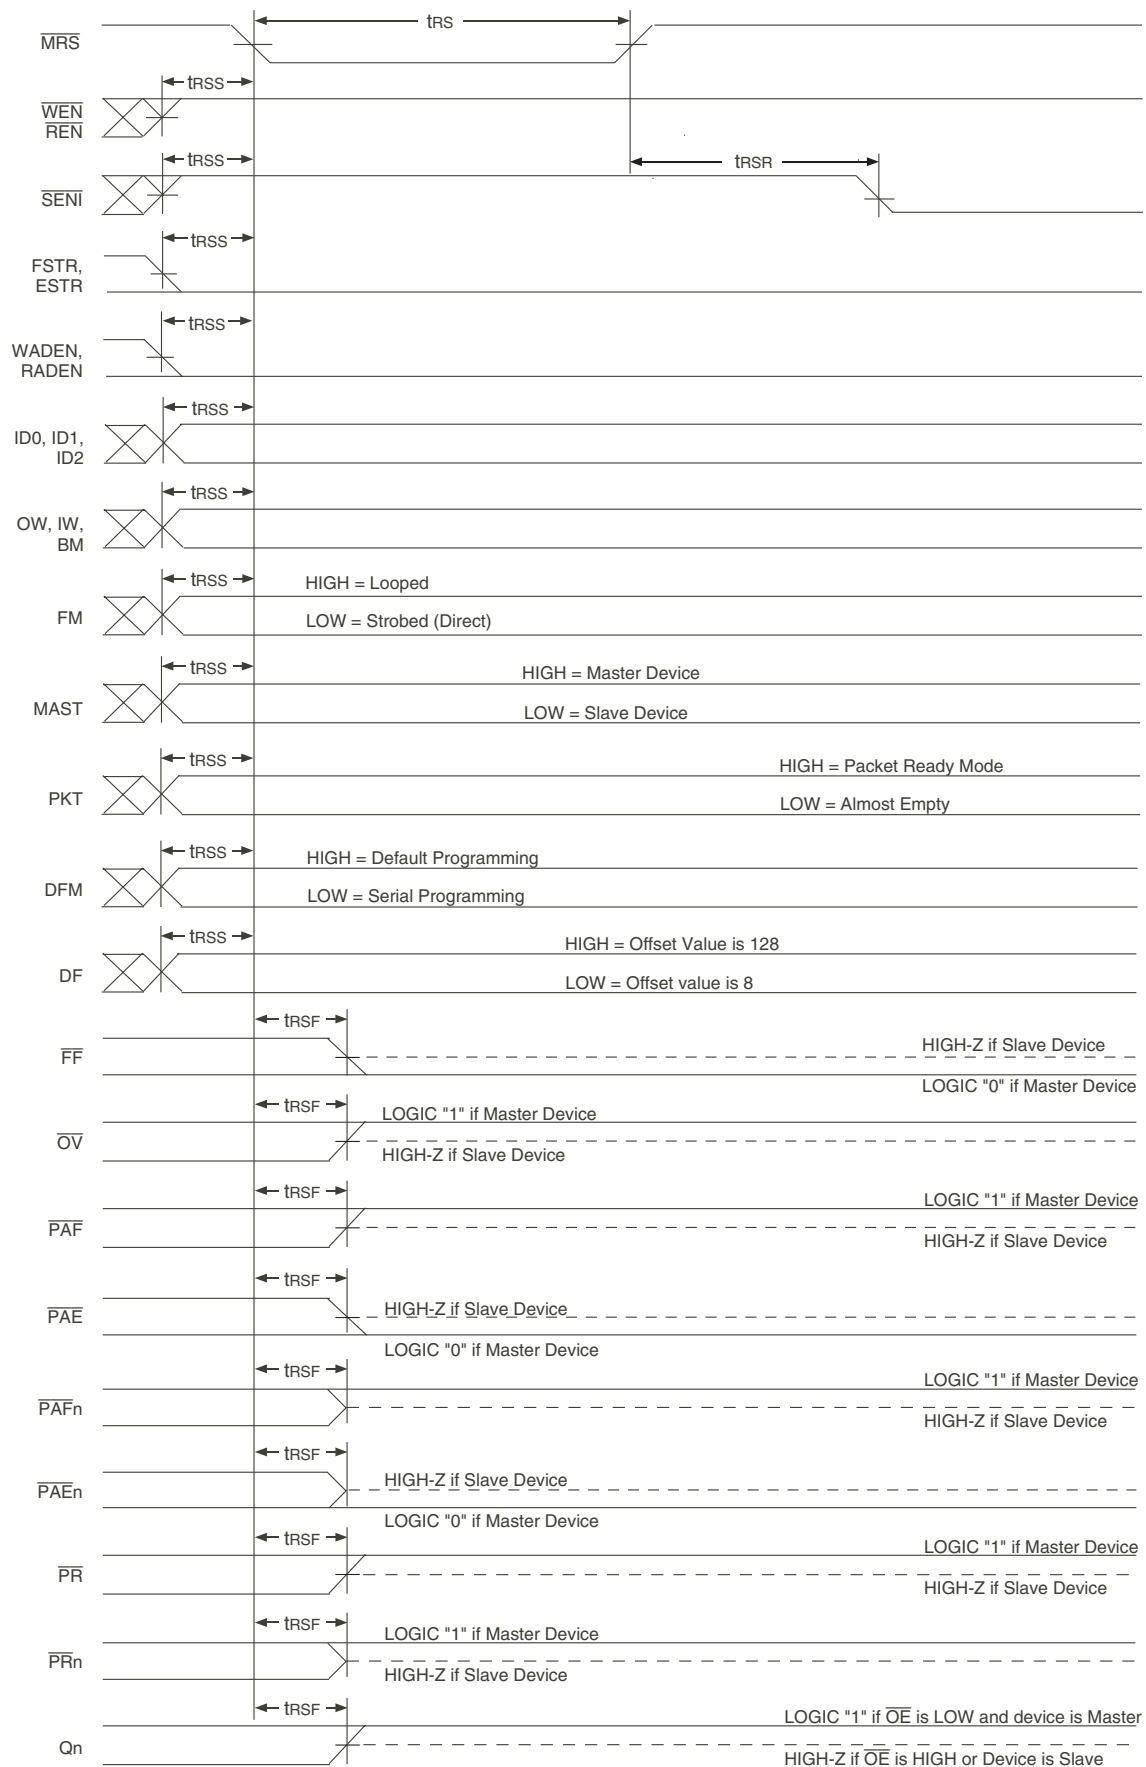 tRS
MRS
tRSS
WEN
REN
tRSS
tRSR
SENI
tRSS
FSTR,
ESTR
tRSS
WADEN,
RADEN
tRSS
ID0, ID1,
ID2
tRSS
OW, IW,
BM
tRSS
HIGH = Looped
FM
LOW = Strobed (Direct)
tRSS
HIGH = Master Device
MAST
LOW = Slave Device
tRSS
HIGH = Packet Ready Mode
PKT
LOW = Almost Empty
tRSS
HIGH = Default Programming
DFM
LOW = Serial Programming
tRSS
HIGH = Offset Value is 128
DF
LOW = Offset value is 8
tRSF
HIGH-Z if Slave Device
FF
LOGIC "0" if Master Device
tRSF
LOGIC "1" if Master Device
OV
HIGH-Z if Slave Device
tRSF
LOGIC "1" if Master Device
PAF
HIGH-Z if Slave Device
tRSF
HIGH-Z if Slave Device
PAE
LOGIC "0" if Master Device
tRSF
LOGIC "1" if Master Device
PAFn
HIGH-Z if Slave Device
tRSF
HIGH-Z if Slave Device
PAEn
LOGIC "0" if Master Device
tRSF
LOGIC "1" if Master Device
PR
HIGH-Z if Slave Device
tRSF
LOGIC "1" if Master Device
PRn
HIGH-Z if Slave Device
tRSF
LOGIC "1" if OE is LOW and device is Master
Qn
HIGH-Z if OE is HIGH or Device is Slave